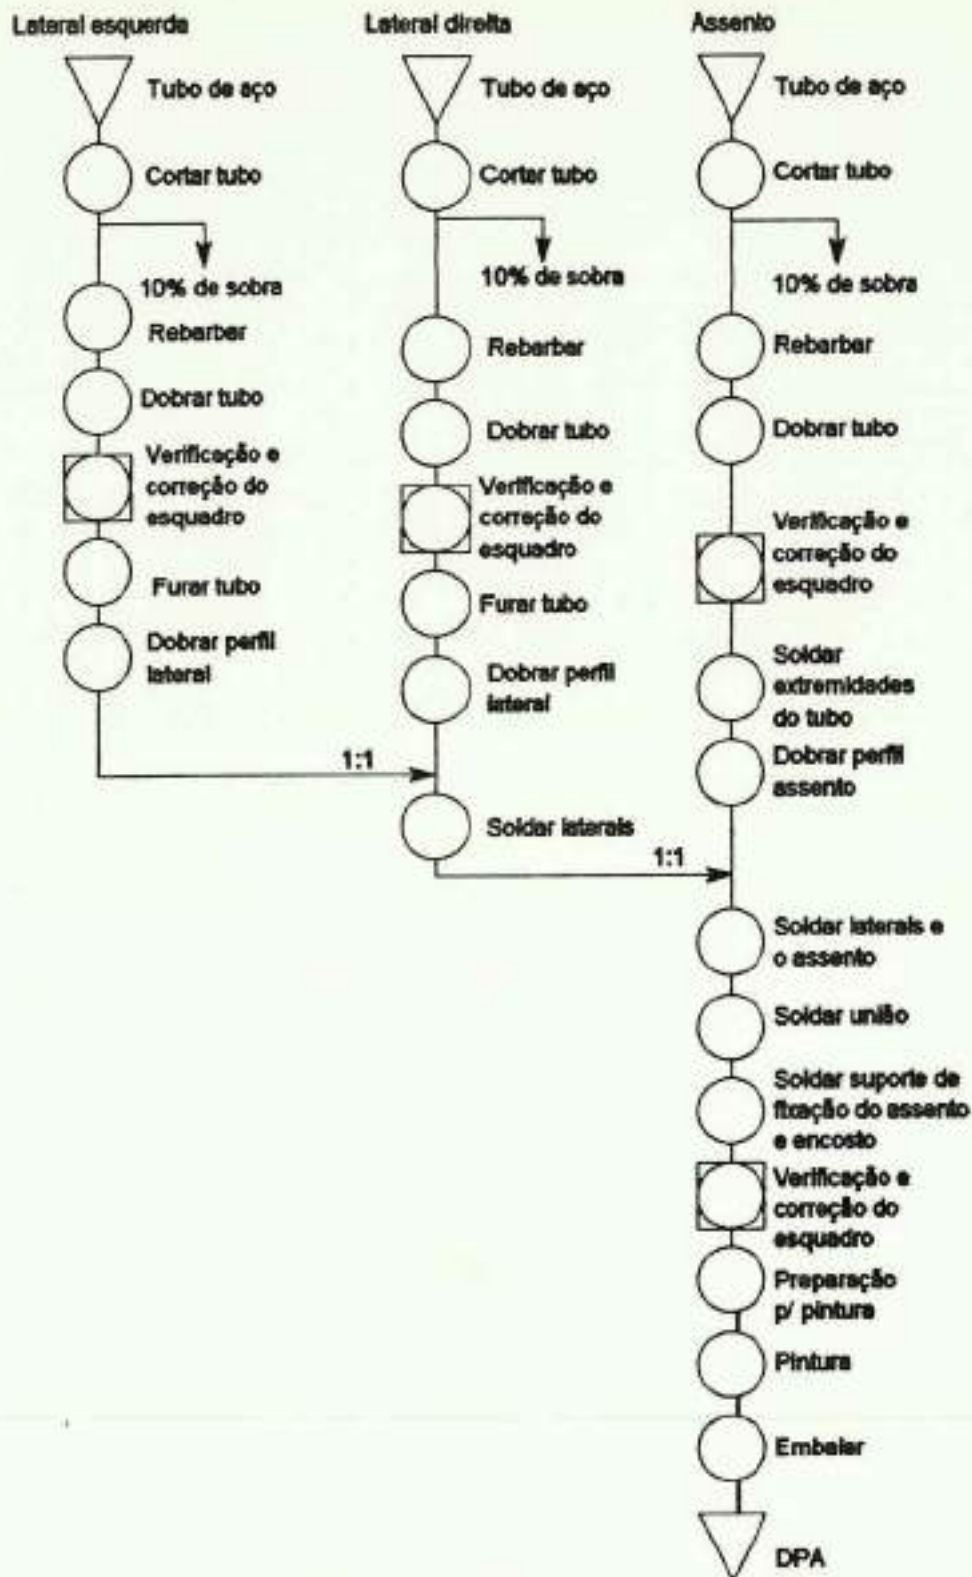 Lateral esquerda
Tubo de aço
Cortar tubo
10% de sobra
Rebarbar
Dobrar tubo
Verificação e
correção do
esquadro
Furar tubo
Dobrar perfil
lateral
1:1
Lateral direita
Tubo de aço
Cortar tubo
10% de sobra
Rebarbar
Dobrar tubo
Verificação e
correção do
esquadro
Furar tubo
Dobrar perfil
lateral
Soldar laterais
1:1
Assento
Tubo de aço
Cortar tubo
10% de sobra
Rebarbar
Dobrar tubo
Verificação e
correção do
esquadro
Soldar
extremidades
do tubo
Dobrar perfil
assento
Soldar laterais e
o assento
Soldar união
Soldar suporte de
fixação do assento
e encosto
Verificação e
correção do
esquadro
Preparação
p/ pintura
Pintura
Embalar
DPA